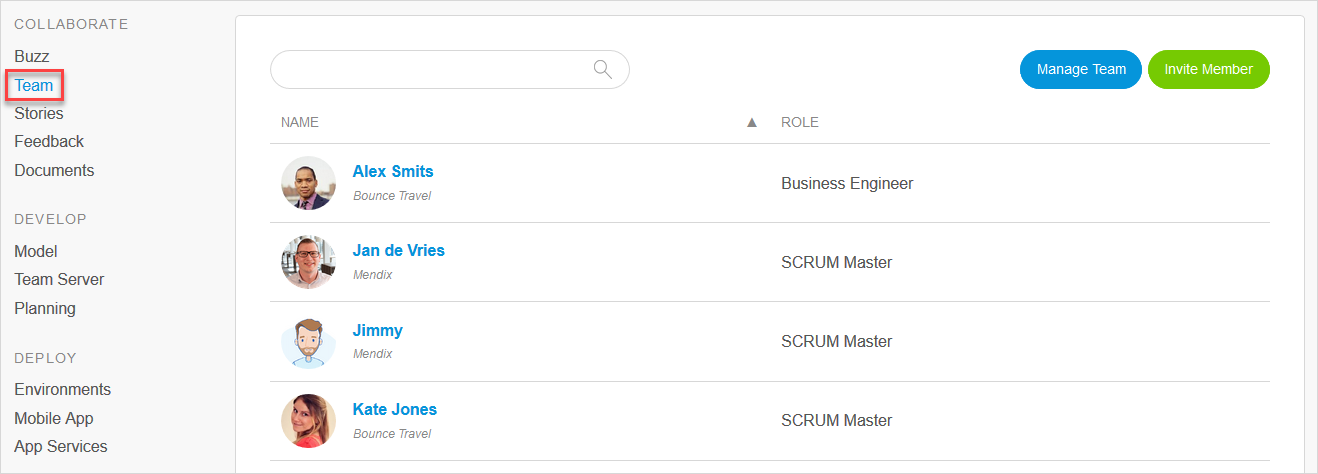 COLLABORATE
Buzz
Team
Stories
Feedback
Documents
DEVELOP
Model
Team Server
Planning
DEPLOY
Environments
Mobile App
App Services
Manage Team
Invite Member
NAME ▲ ROLE
Alex Smits
Bounce Travel
Business Engineer
Jan de Vries
Mendix
SCRUM Master
Jimmy
Mendix
SCRUM Master
Kate Jones
Bounce Travel
SCRUM Master